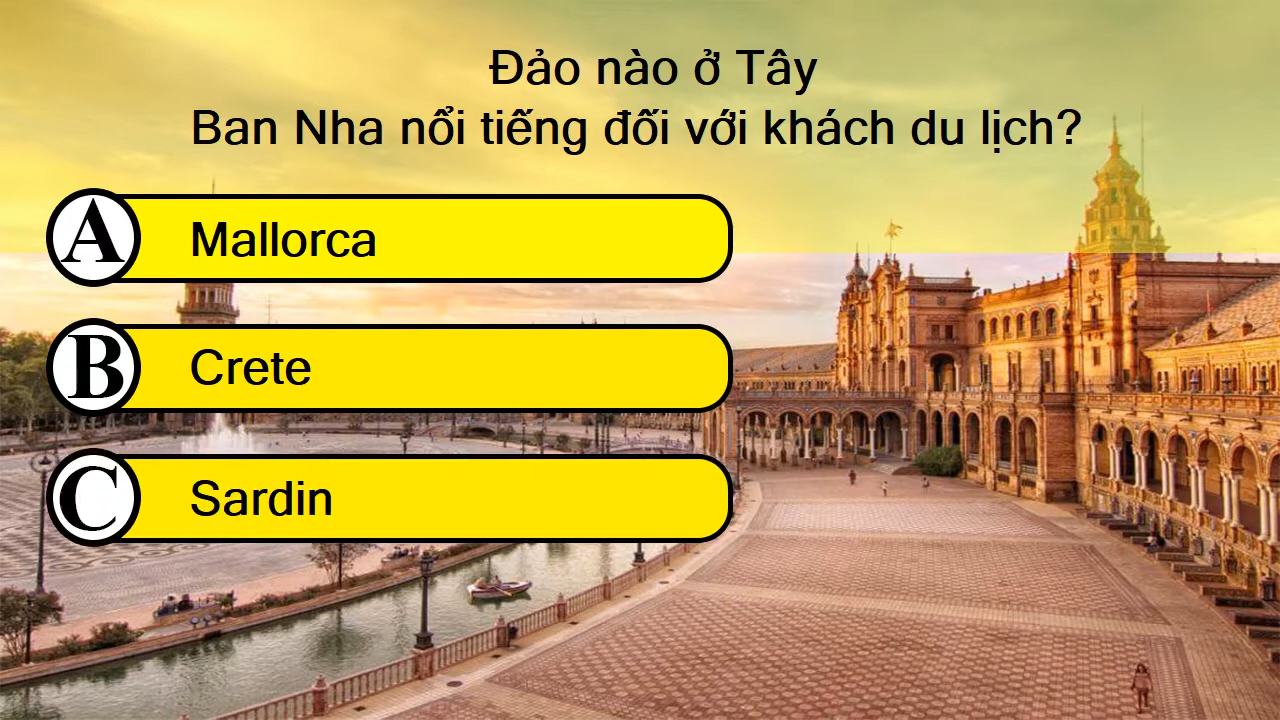 Đảo nào ở Tây
Ban Nha nổi tiếng đối với khách du lịch?
A Mallorca
B Crete
C Sardin